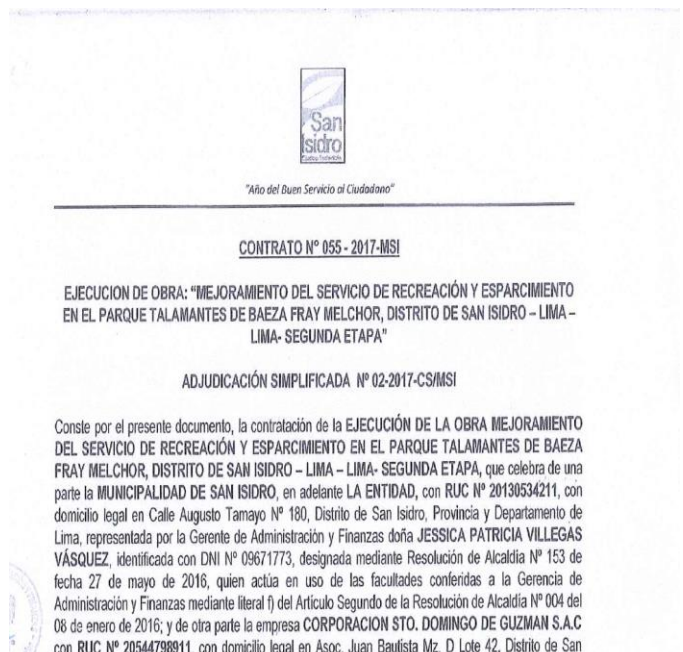 San
Isidro
"Año del Buen Servicio al Ciudadano"
CONTRATO Nº 055 - 2017-MSI
EJECUCION DE OBRA: "MEJORAMIENTO DEL SERVICIO DE RECREACIÓN Y ESPARCIMIENTO
EN EL PARQUE TALAMANTES DE BAEZA FRAY MELCHOR, DISTRITO DE SAN ISIDRO – LIMA –
LIMA- SEGUNDA ETAPA"
ADJUDICACIÓN SIMPLIFICADA Nº 02-2017-CS/MSI
Conste por el presente documento, la contratación de la EJECUCIÓN DE LA OBRA MEJORAMIENTO
DEL SERVICIO DE RECREACIÓN Y ESPARCIMIENTO EN EL PARQUE TALAMANTES DE BAEZA
FRAY MELCHOR, DISTRITO DE SAN ISIDRO – LIMA – LIMA- SEGUNDA ETAPA, que celebra de una
parte la MUNICIPALIDAD DE SAN ISIDRO, en adelante LA ENTIDAD, con RUC Nº 20130534211, con
domicilio legal en Calle Augusto Tamayo Nº 180, Distrito de San Isidro, Provincia y Departamento de
Lima, representada por la Gerente de Administración y Finanzas doña JESSICA PATRICIA VILLEGAS
VÁSQUEZ, identificada con DNI Nº 09671773, designada mediante Resolución de Alcaldía Nº 153 de
fecha 27 de mayo de 2016, quien actúa en uso de las facultades conferidas a la Gerencia de
Administración y Finanzas mediante literal f) del Articulo Segundo de la Resolución de Alcaldía Nº 004 del
08 de enero de 2016; y de otra parte la empresa CORPORACION STO. DOMINGO DE GUZMAN S.A.C
con RUC Nº 20544798911, con domicilio legal en Asoc. Juan Bautista Mz. D Lote 42, Distrito de San